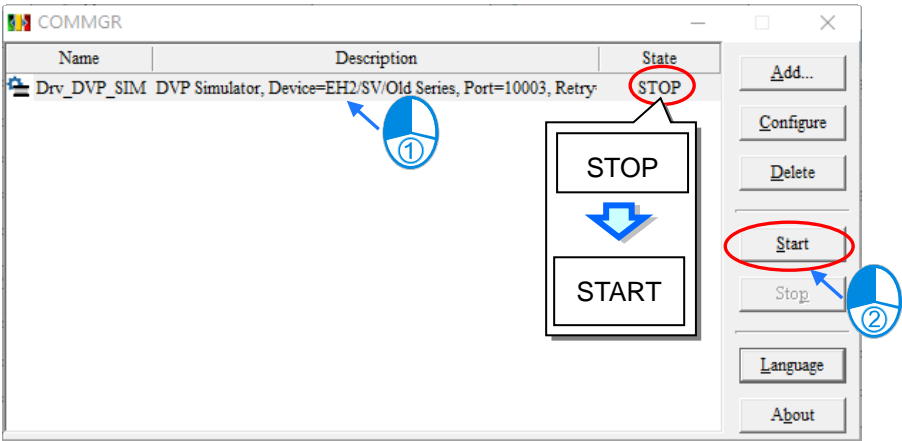 COMMGR
Name Description State
Drv_DVP_SIM DVP Simulator, Device=EH2/SV/Old Series, Port=10003, Retry STOP
Add...
Configure
Delete
Start
Stop
Language
About
STOP
START
①
②